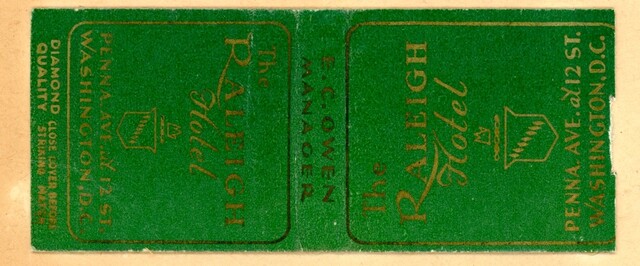 The
RALEIGH
Hotel
PENNA. AVE. at 12 ST.
WASHINGTON, D.C.
E. C. OWEN
MANAGER
The
RALEIGH
Hotel
PENNA. AVE. at 12 ST.
WASHINGTON, D.C.
DIAMOND CLOSE COVER BEFORE
QUALITY STRIKING MATCH